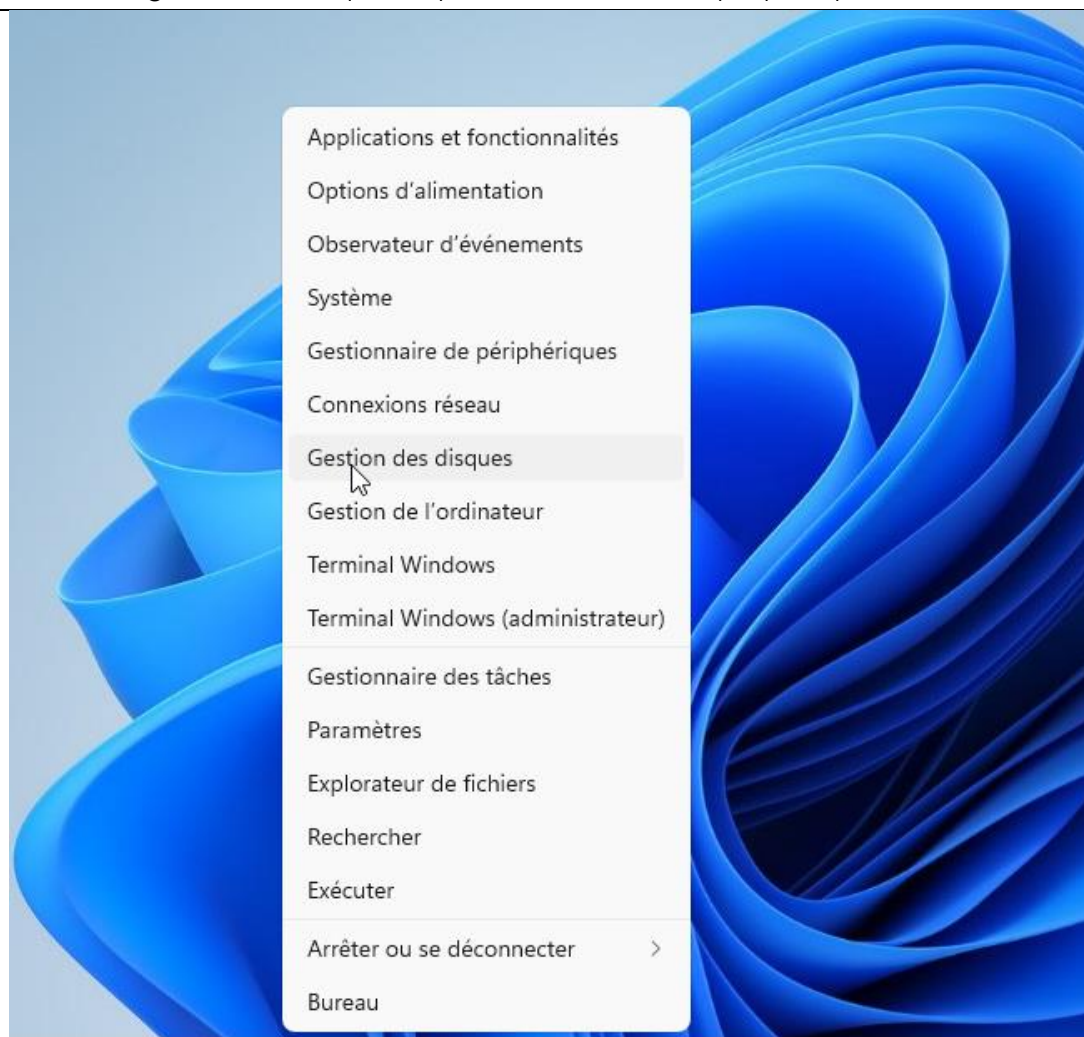 Applications et fonctionnalités
Options d'alimentation
Observateur d'événements
Système
Gestionnaire de périphériques
Connexions réseau
Gestion des disques
Gestion de l'ordinateur
Terminal Windows
Terminal Windows (administrateur)
Gestionnaire des tâches
Paramètres
Explorateur de fichiers
Rechercher
Exécuter
Arrêter ou se déconnecter
Bureau